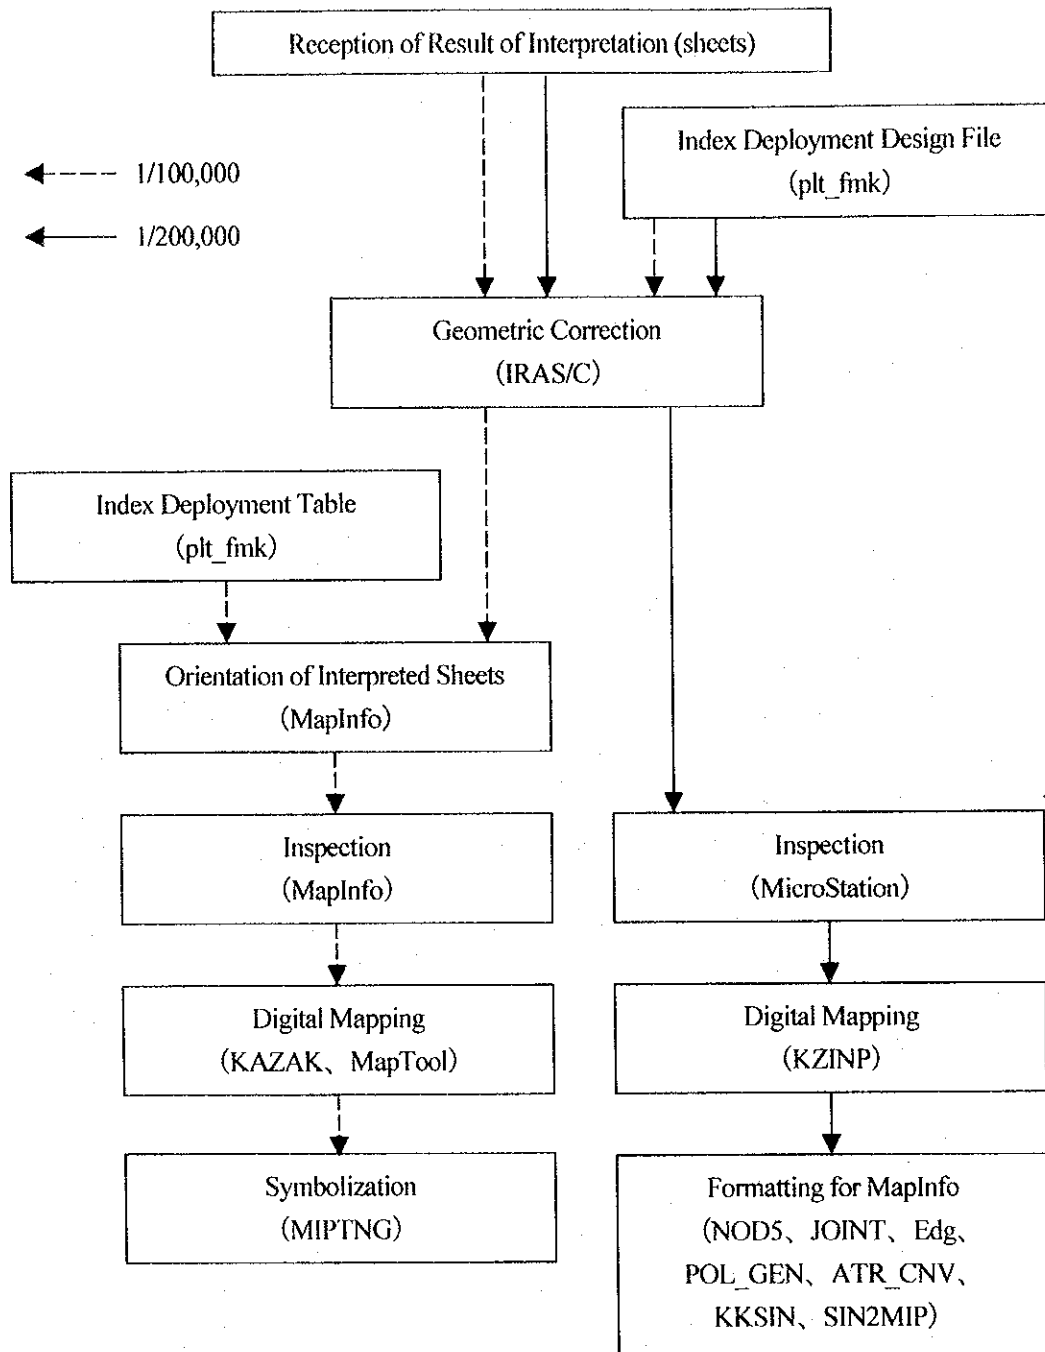 Reception of Result of Interpretation (sheets)
Index Deployment Design File
(plt_fmk)
1/100,000
1/200,000
Geometric Correction
(IRAS/C)
Index Deployment Table
(plt_fmk)
Orientation of Interpreted Sheets
(MapInfo)
Inspection
(MapInfo)
Inspection
(MicroStation)
Digital Mapping
(KAZAK、MapTool)
Digital Mapping
(KZINP)
Symbolization
(MIPTNG)
Formatting for MapInfo
(NOD5、JOINT、Edg、
POL_GEN、ATR_CNV、
KKSIN、SIN2MIP)